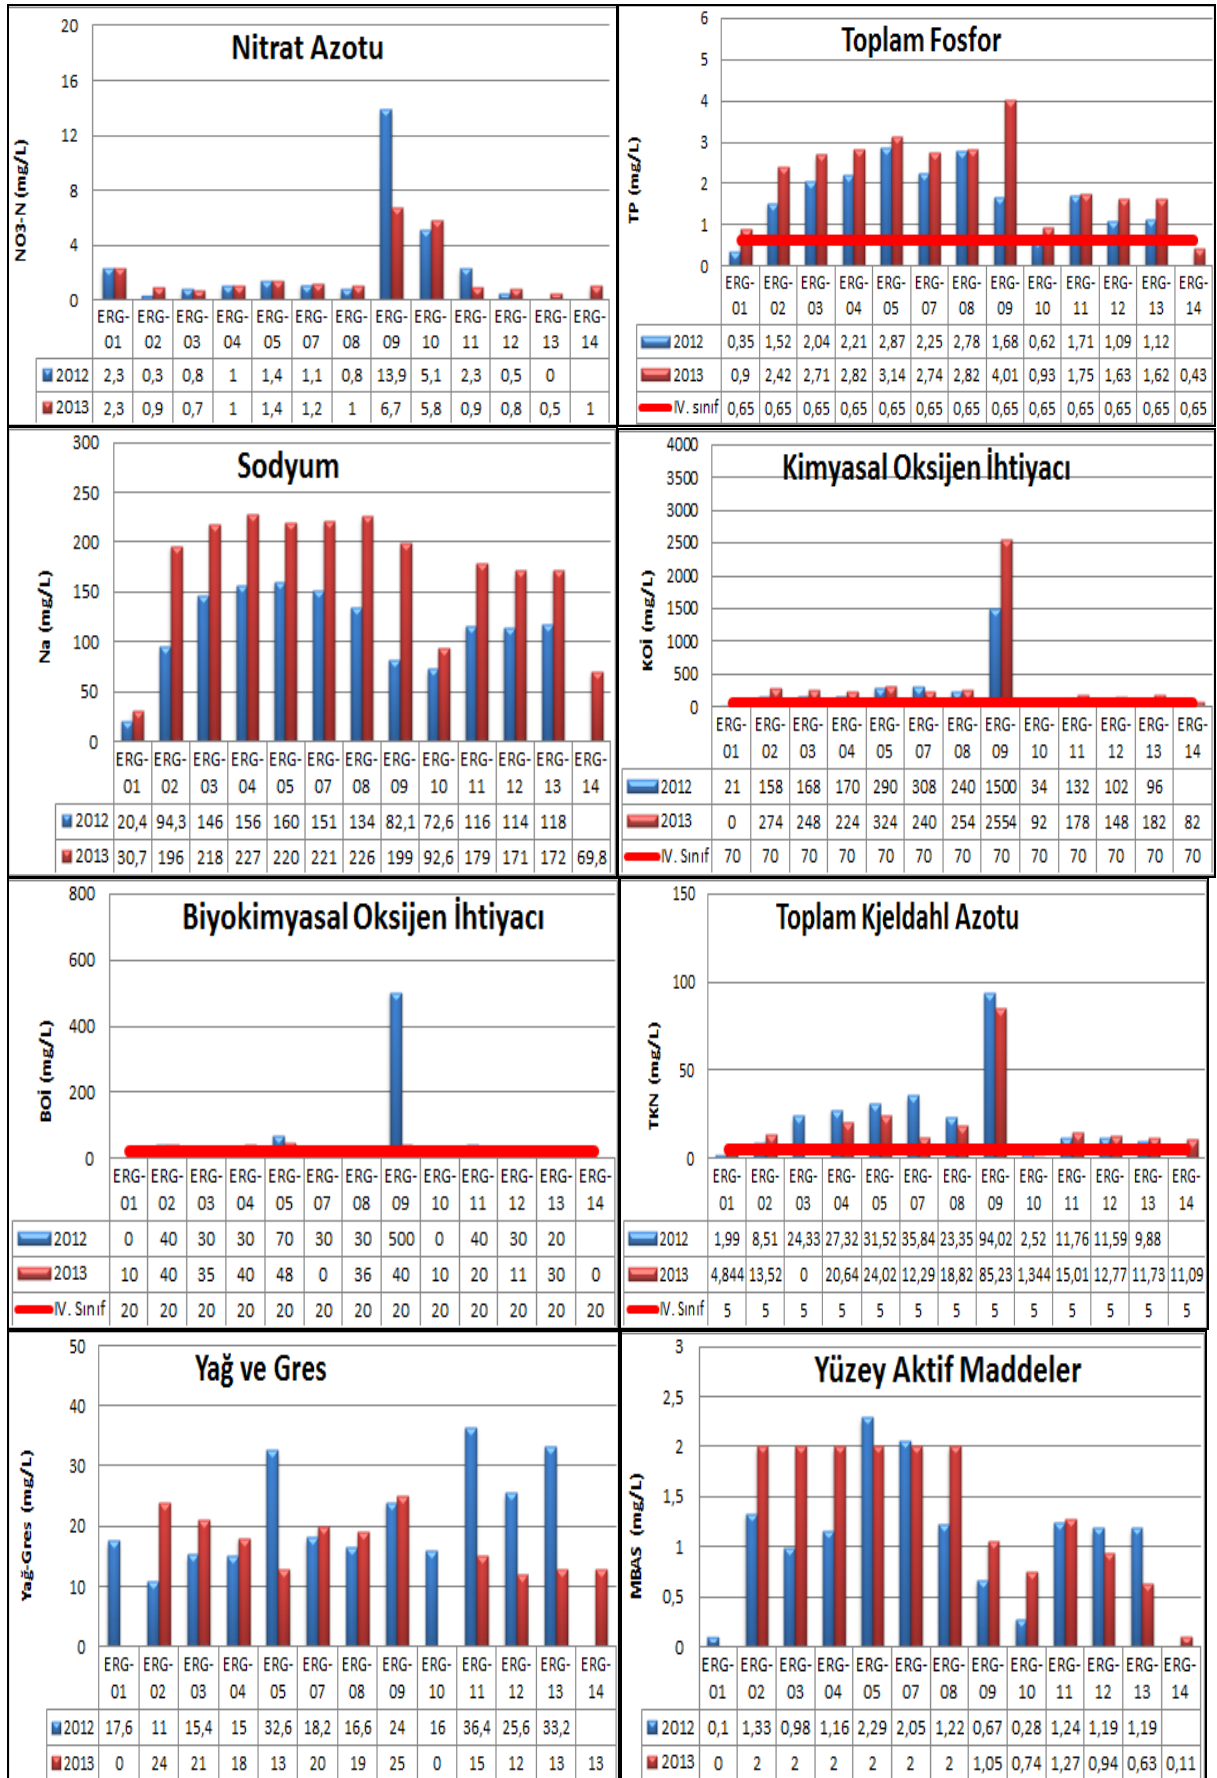 Nitrat Azotu
NO3-N (mg/L)
20
16
12
8
4
0
ERG-01 ERG-02 ERG-03 ERG-04 ERG-05 ERG-07 ERG-08 ERG-09 ERG-10 ERG-11 ERG-12 ERG-13 ERG-14
2012 2,3 0,3 0,8 1 1,4 1,1 0,8 13,9 5,1 2,3 0,5 0
2013 2,3 0,9 0,7 1 1,4 1,2 1 6,7 5,8 0,9 0,8 0,5 1
Toplam Fosfor
TP (mg/L)
6
5
4
3
2
1
0
ERG-01 ERG-02 ERG-03 ERG-04 ERG-05 ERG-07 ERG-08 ERG-09 ERG-10 ERG-11 ERG-12 ERG-13 ERG-14
2012 0,35 1,52 2,04 2,21 2,87 2,25 2,78 1,68 0,62 1,71 1,09 1,12
2013 0,9 2,42 2,71 2,82 3,14 2,74 2,82 4,01 0,93 1,75 1,63 1,62 0,43
IV. sınıf 0,65 0,65 0,65 0,65 0,65 0,65 0,65 0,65 0,65 0,65 0,65 0,65 0,65
Sodyum
Na (mg/L)
300
250
200
150
100
50
0
ERG-01 ERG-02 ERG-03 ERG-04 ERG-05 ERG-07 ERG-08 ERG-09 ERG-10 ERG-11 ERG-12 ERG-13 ERG-14
2012 20,4 94,3 146 156 160 151 134 82,1 72,6 116 114 118
2013 30,7 196 218 227 220 221 226 199 92,6 179 171 172 69,8
Kimyasal Oksijen İhtiyacı
KOİ (mg/L)
4000
3500
3000
2500
2000
1500
1000
500
0
ERG-01 ERG-02 ERG-03 ERG-04 ERG-05 ERG-07 ERG-08 ERG-09 ERG-10 ERG-11 ERG-12 ERG-13 ERG-14
2012 21 158 168 170 290 308 240 1500 34 132 102 96
2013 0 274 248 224 324 240 254 2554 92 178 148 182 82
IV. Sınıf 70 70 70 70 70 70 70 70 70 70 70 70 70
Biyokimyasal Oksijen İhtiyacı
BOİ (mg/L)
800
600
400
200
0
ERG-01 ERG-02 ERG-03 ERG-04 ERG-05 ERG-07 ERG-08 ERG-09 ERG-10 ERG-11 ERG-12 ERG-13 ERG-14
2012 0 40 30 30 70 30 30 500 0 40 30 20
2013 10 40 35 40 48 0 36 40 10 20 11 30 0
IV. Sınıf 20 20 20 20 20 20 20 20 20 20 20 20 20
Toplam Kjeldahl Azotu
TKN (mg/L)
150
100
50
0
ERG-01 ERG-02 ERG-03 ERG-04 ERG-05 ERG-07 ERG-08 ERG-09 ERG-10 ERG-11 ERG-12 ERG-13 ERG-14
2012 1,99 8,51 24,33 27,32 31,52 35,84 23,35 94,02 2,52 11,76 11,59 9,88
2013 4,844 13,52 0 20,64 24,02 12,29 18,82 85,23 1,344 15,01 12,77 11,73 11,09
IV. Sınıf 5 5 5 5 5 5 5 5 5 5 5 5 5
Yağ ve Gres
Yağ-Gres (mg/L)
50
40
30
20
10
0
ERG-01 ERG-02 ERG-03 ERG-04 ERG-05 ERG-07 ERG-08 ERG-09 ERG-10 ERG-11 ERG-12 ERG-13 ERG-14
2012 17,6 11 15,4 15 32,6 18,2 16,6 24 16 36,4 25,6 33,2
2013 0 24 21 18 13 20 19 25 0 15 12 13 13
Yüzey Aktif Maddeler
MBAS (mg/L)
3
2,5
2
1,5
1
0,5
0
ERG-01 ERG-02 ERG-03 ERG-04 ERG-05 ERG-07 ERG-08 ERG-09 ERG-10 ERG-11 ERG-12 ERG-13 ERG-14
2012 0,1 1,33 0,98 1,16 2,29 2,05 1,22 0,67 0,28 1,24 1,19 1,19
2013 0 2 2 2 2 2 2 1,05 0,74 1,27 0,94 0,63 0,11